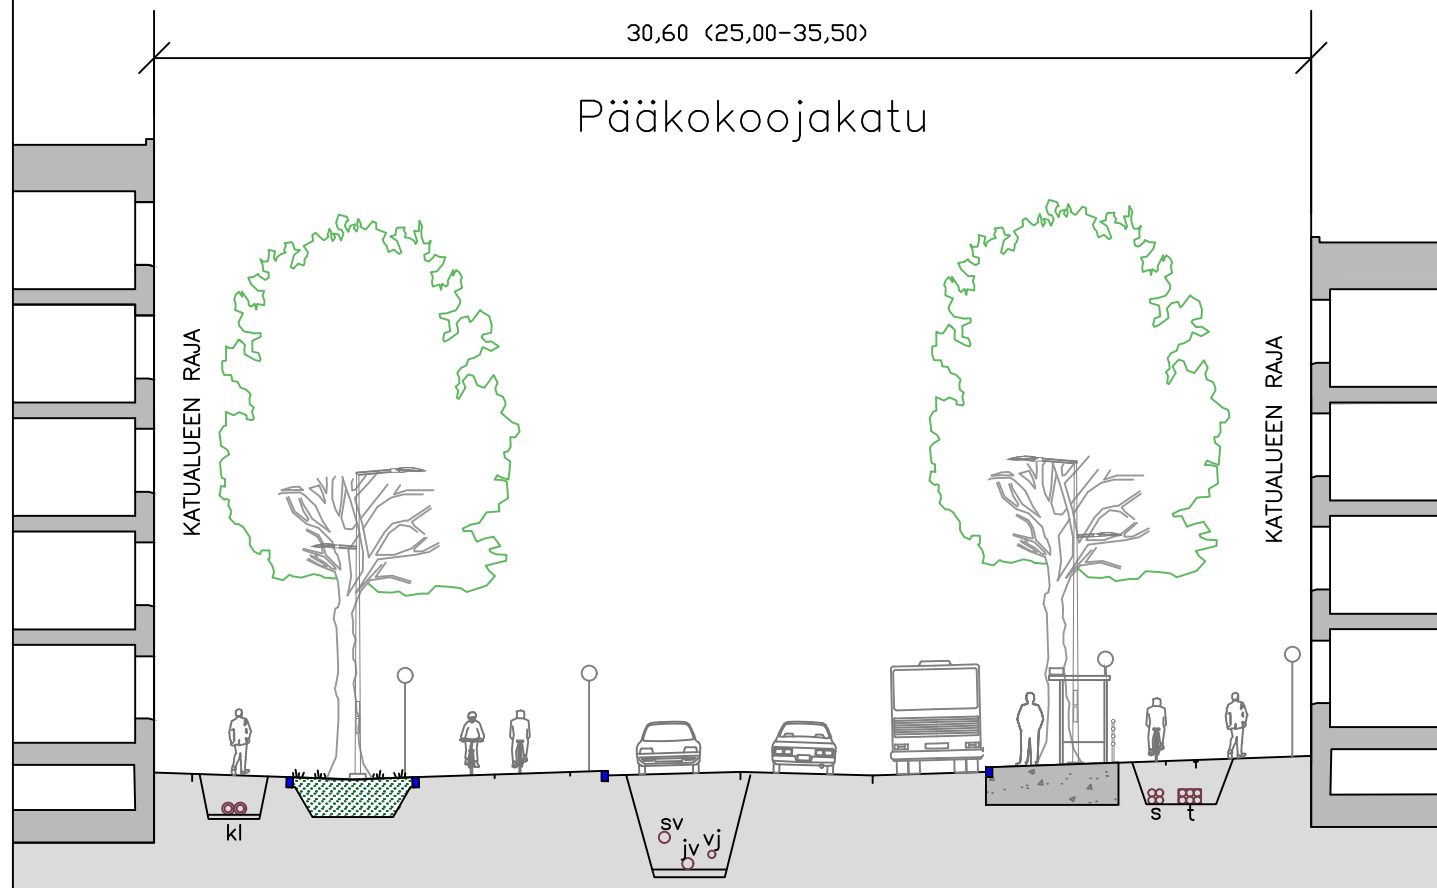 30,60 (25,00-35,50)
Pääkokoojakatu
KATUALUEEN RAJA
KATUALUEEN RAJA
kl
sv
jv
vj
s
t